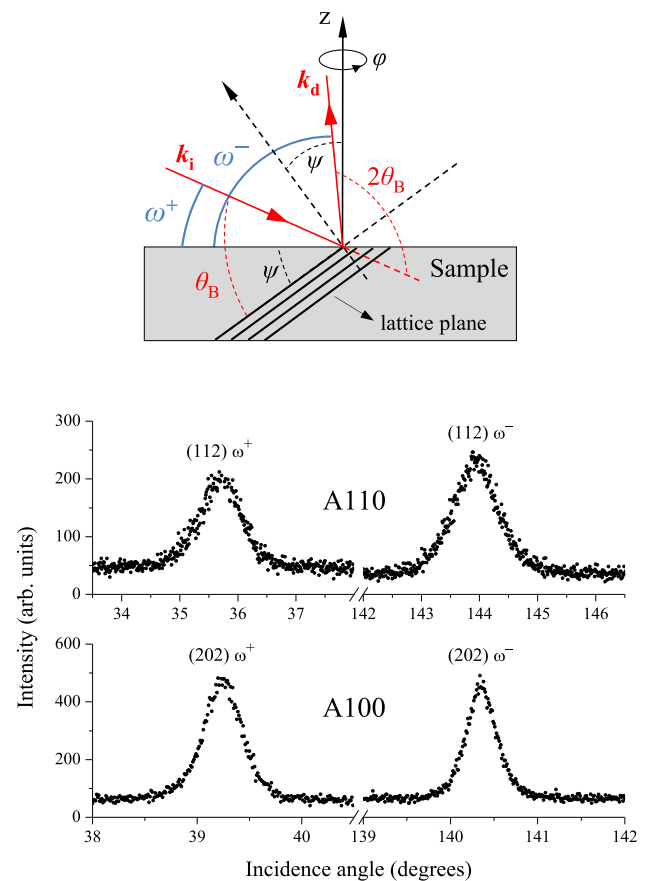 z
φ
k_d
k_i
ω⁻
ψ
2θ_B
ω⁺
ψ
Sample
θ_B
lattice plane
300
(112) ω⁺
(112) ω⁻
200
A110
100
0
34 35 36 37 142 143 144 145 146
Intensity (arb. units)
600
(202) ω⁺
(202) ω⁻
400
A100
200
0
38 39 40 139 140 141 142
Incidence angle (degrees)